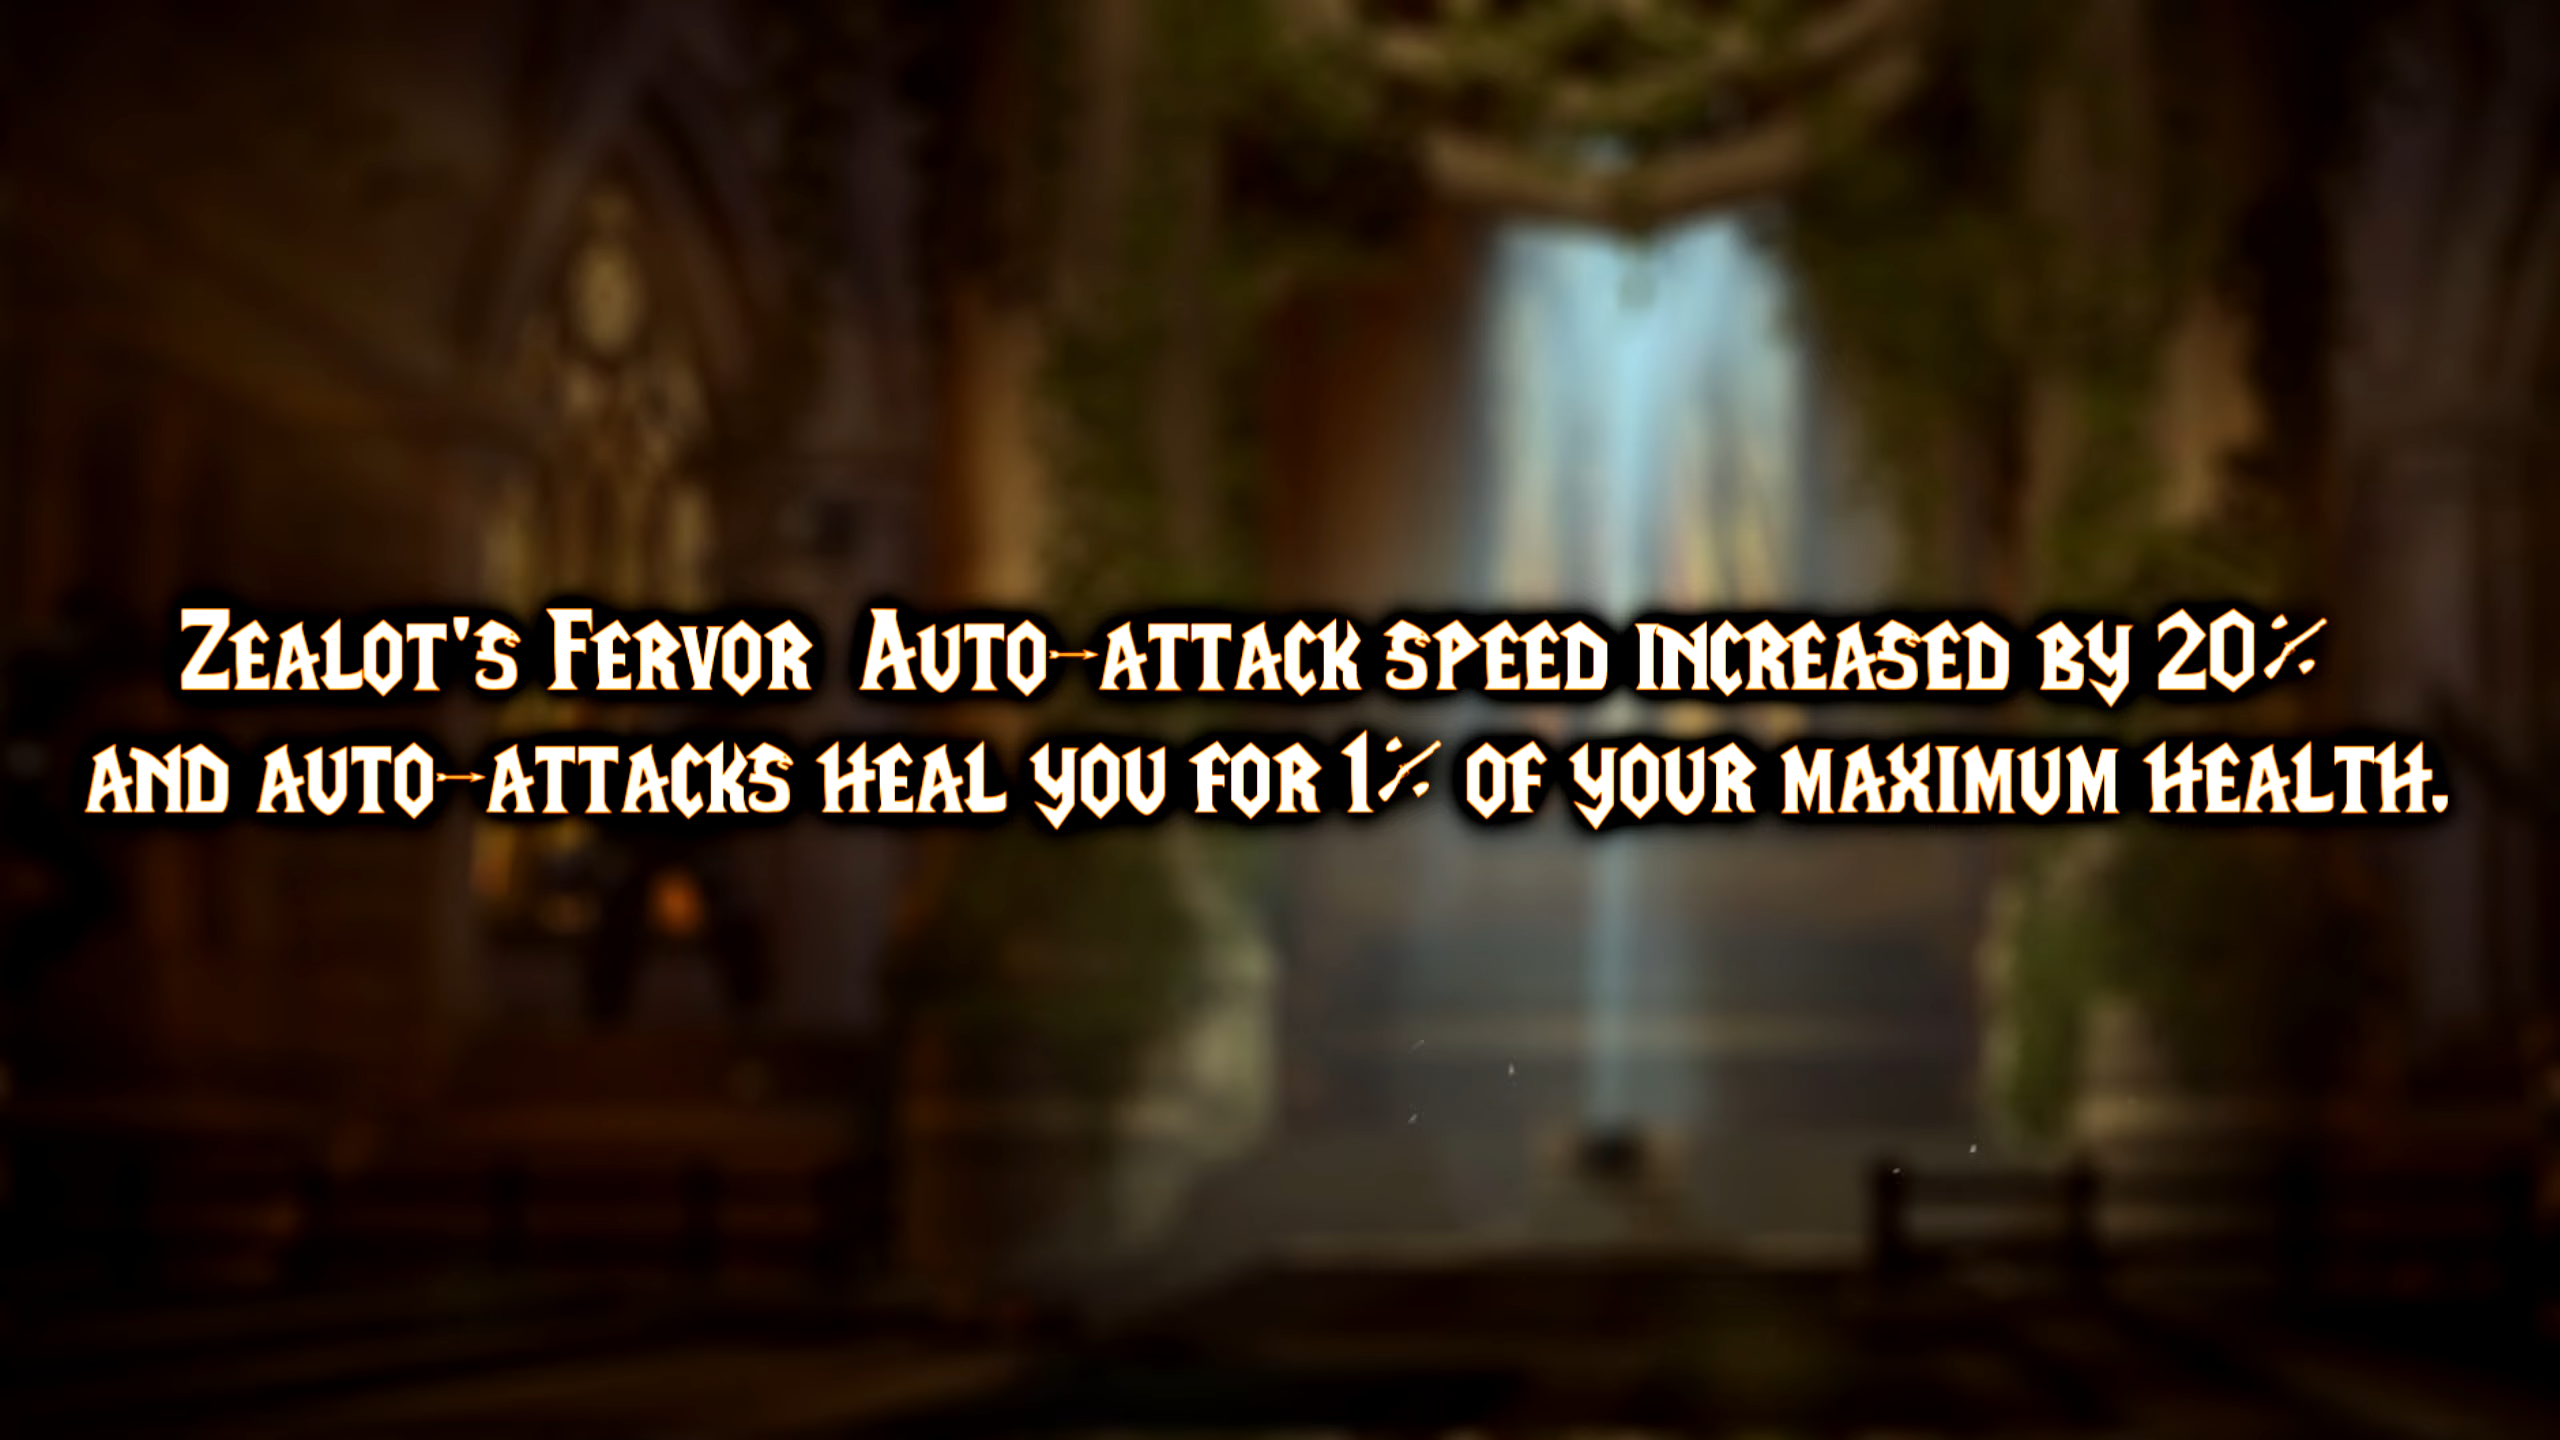 Zealot's Fervor  Auto-attack speed increased by 20%
and auto-attacks heal you for 1% of your maximum health.